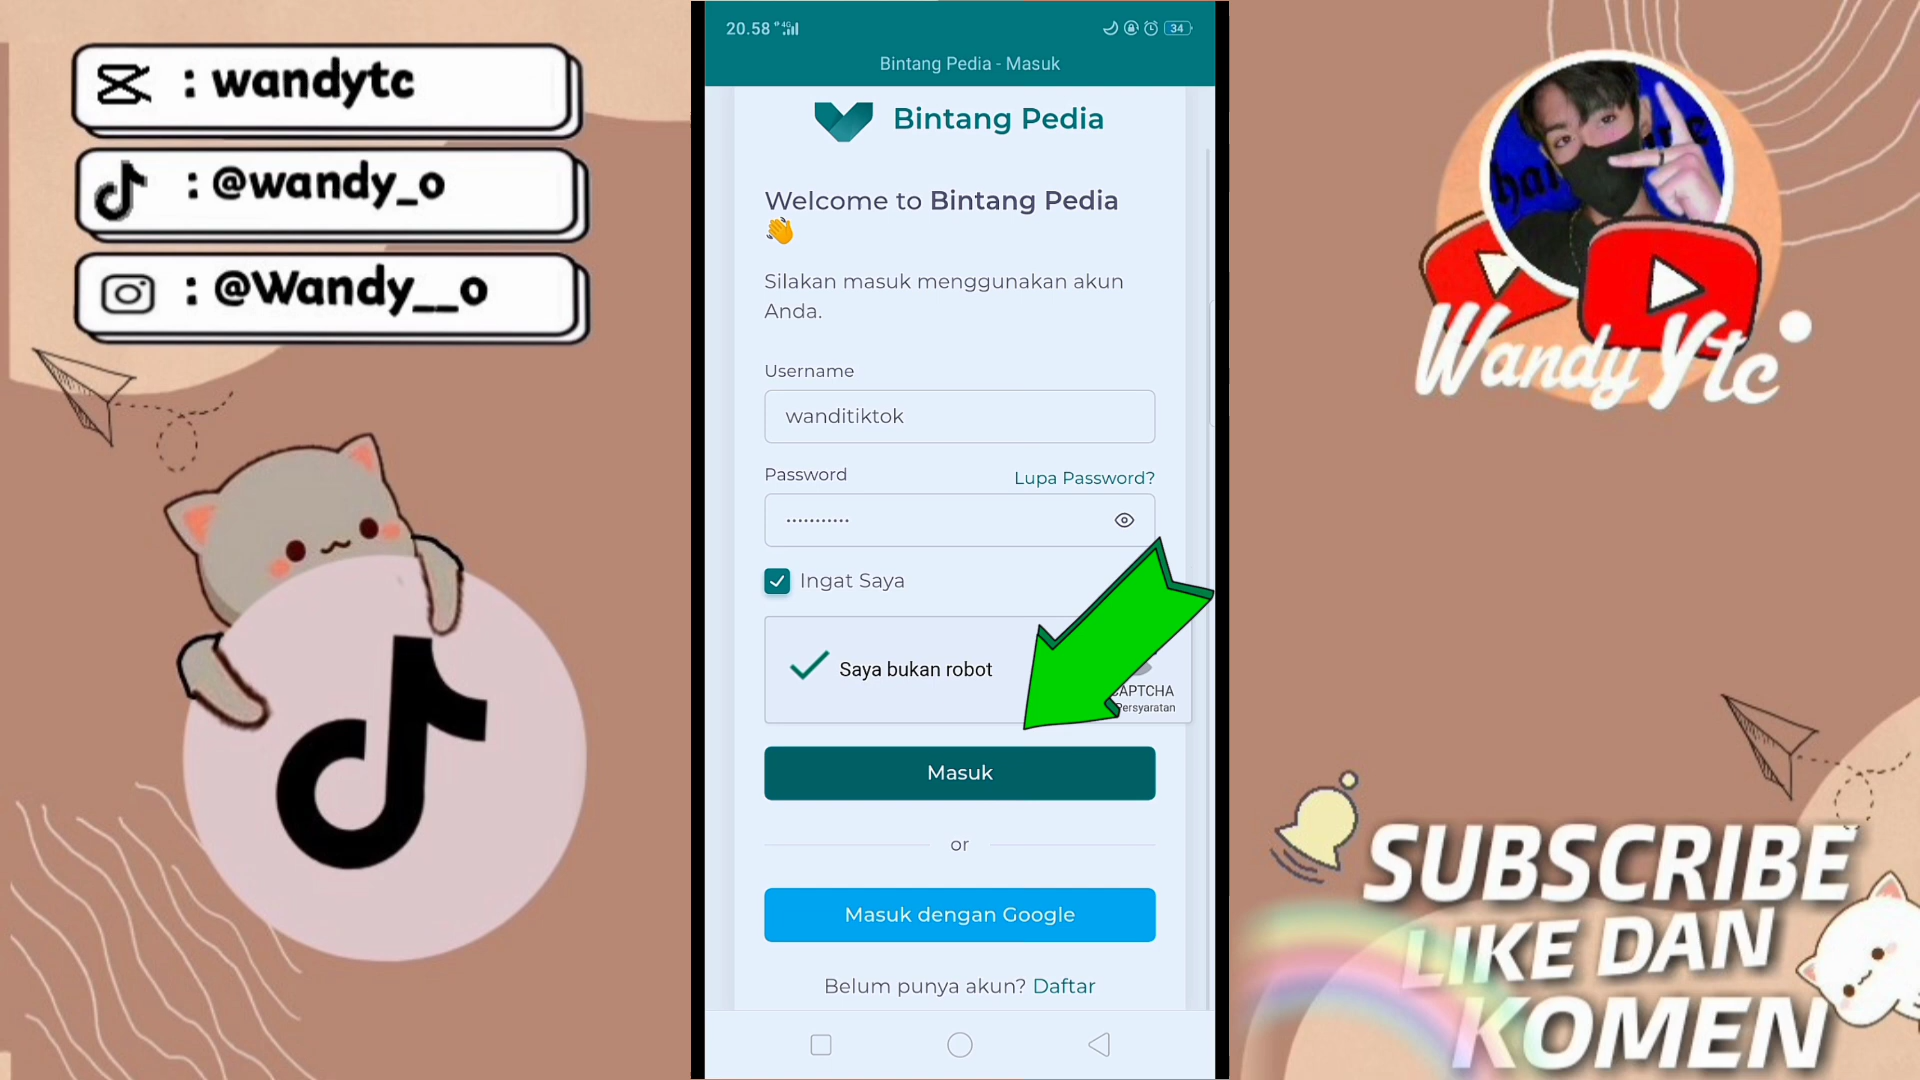 : wandytc
: @wandy_o
: @Wandy__o
20.58
4G
34
Bintang Pedia - Masuk
Bintang Pedia
Welcome to Bintang Pedia
👋
Silakan masuk menggunakan akun
Anda.
Username
wanditiktok
Password
Lupa Password?
•••••••••••
Ingat Saya
Saya bukan robot
APTCHA
Persyaratan
Masuk
or
Masuk dengan Google
Belum punya akun? Daftar
Wandy Ytc
SUBSCRIBE
LIKE DAN
KOMEN